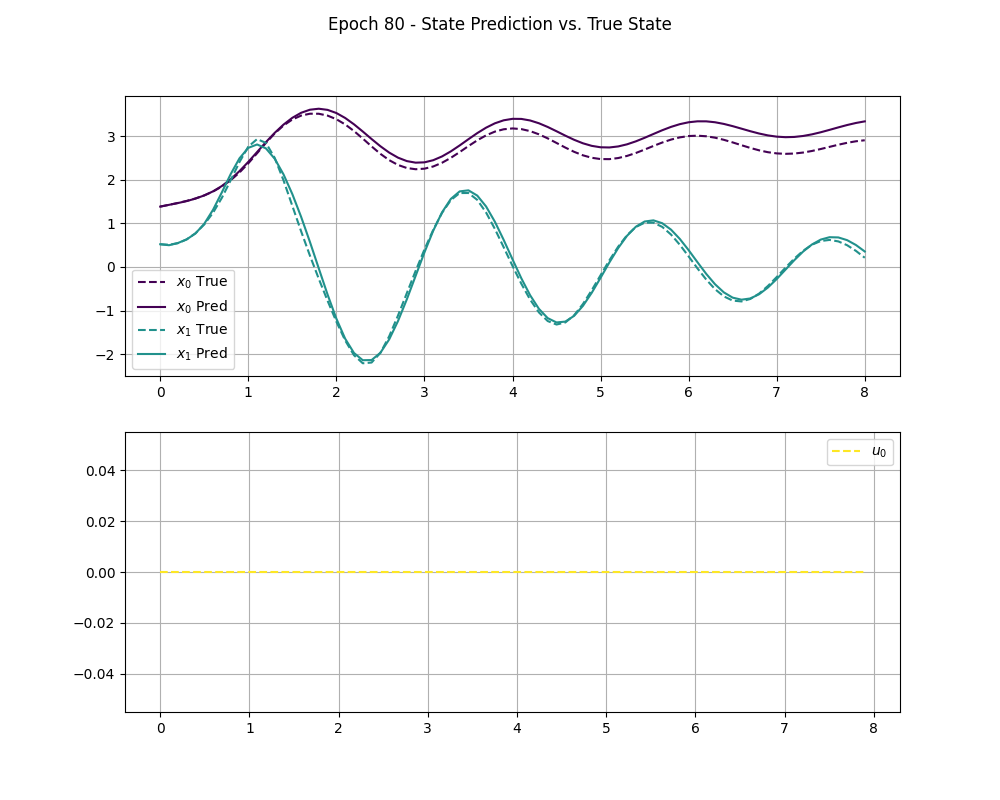 Epoch 80 - State Prediction vs. True State
3
2
1
0
−1
−2
x₀ True
x₀ Pred
x₁ True
x₁ Pred
0 1 2 3 4 5 6 7 8
0.04
0.02
0.00
−0.02
−0.04
u₀
0 1 2 3 4 5 6 7 8